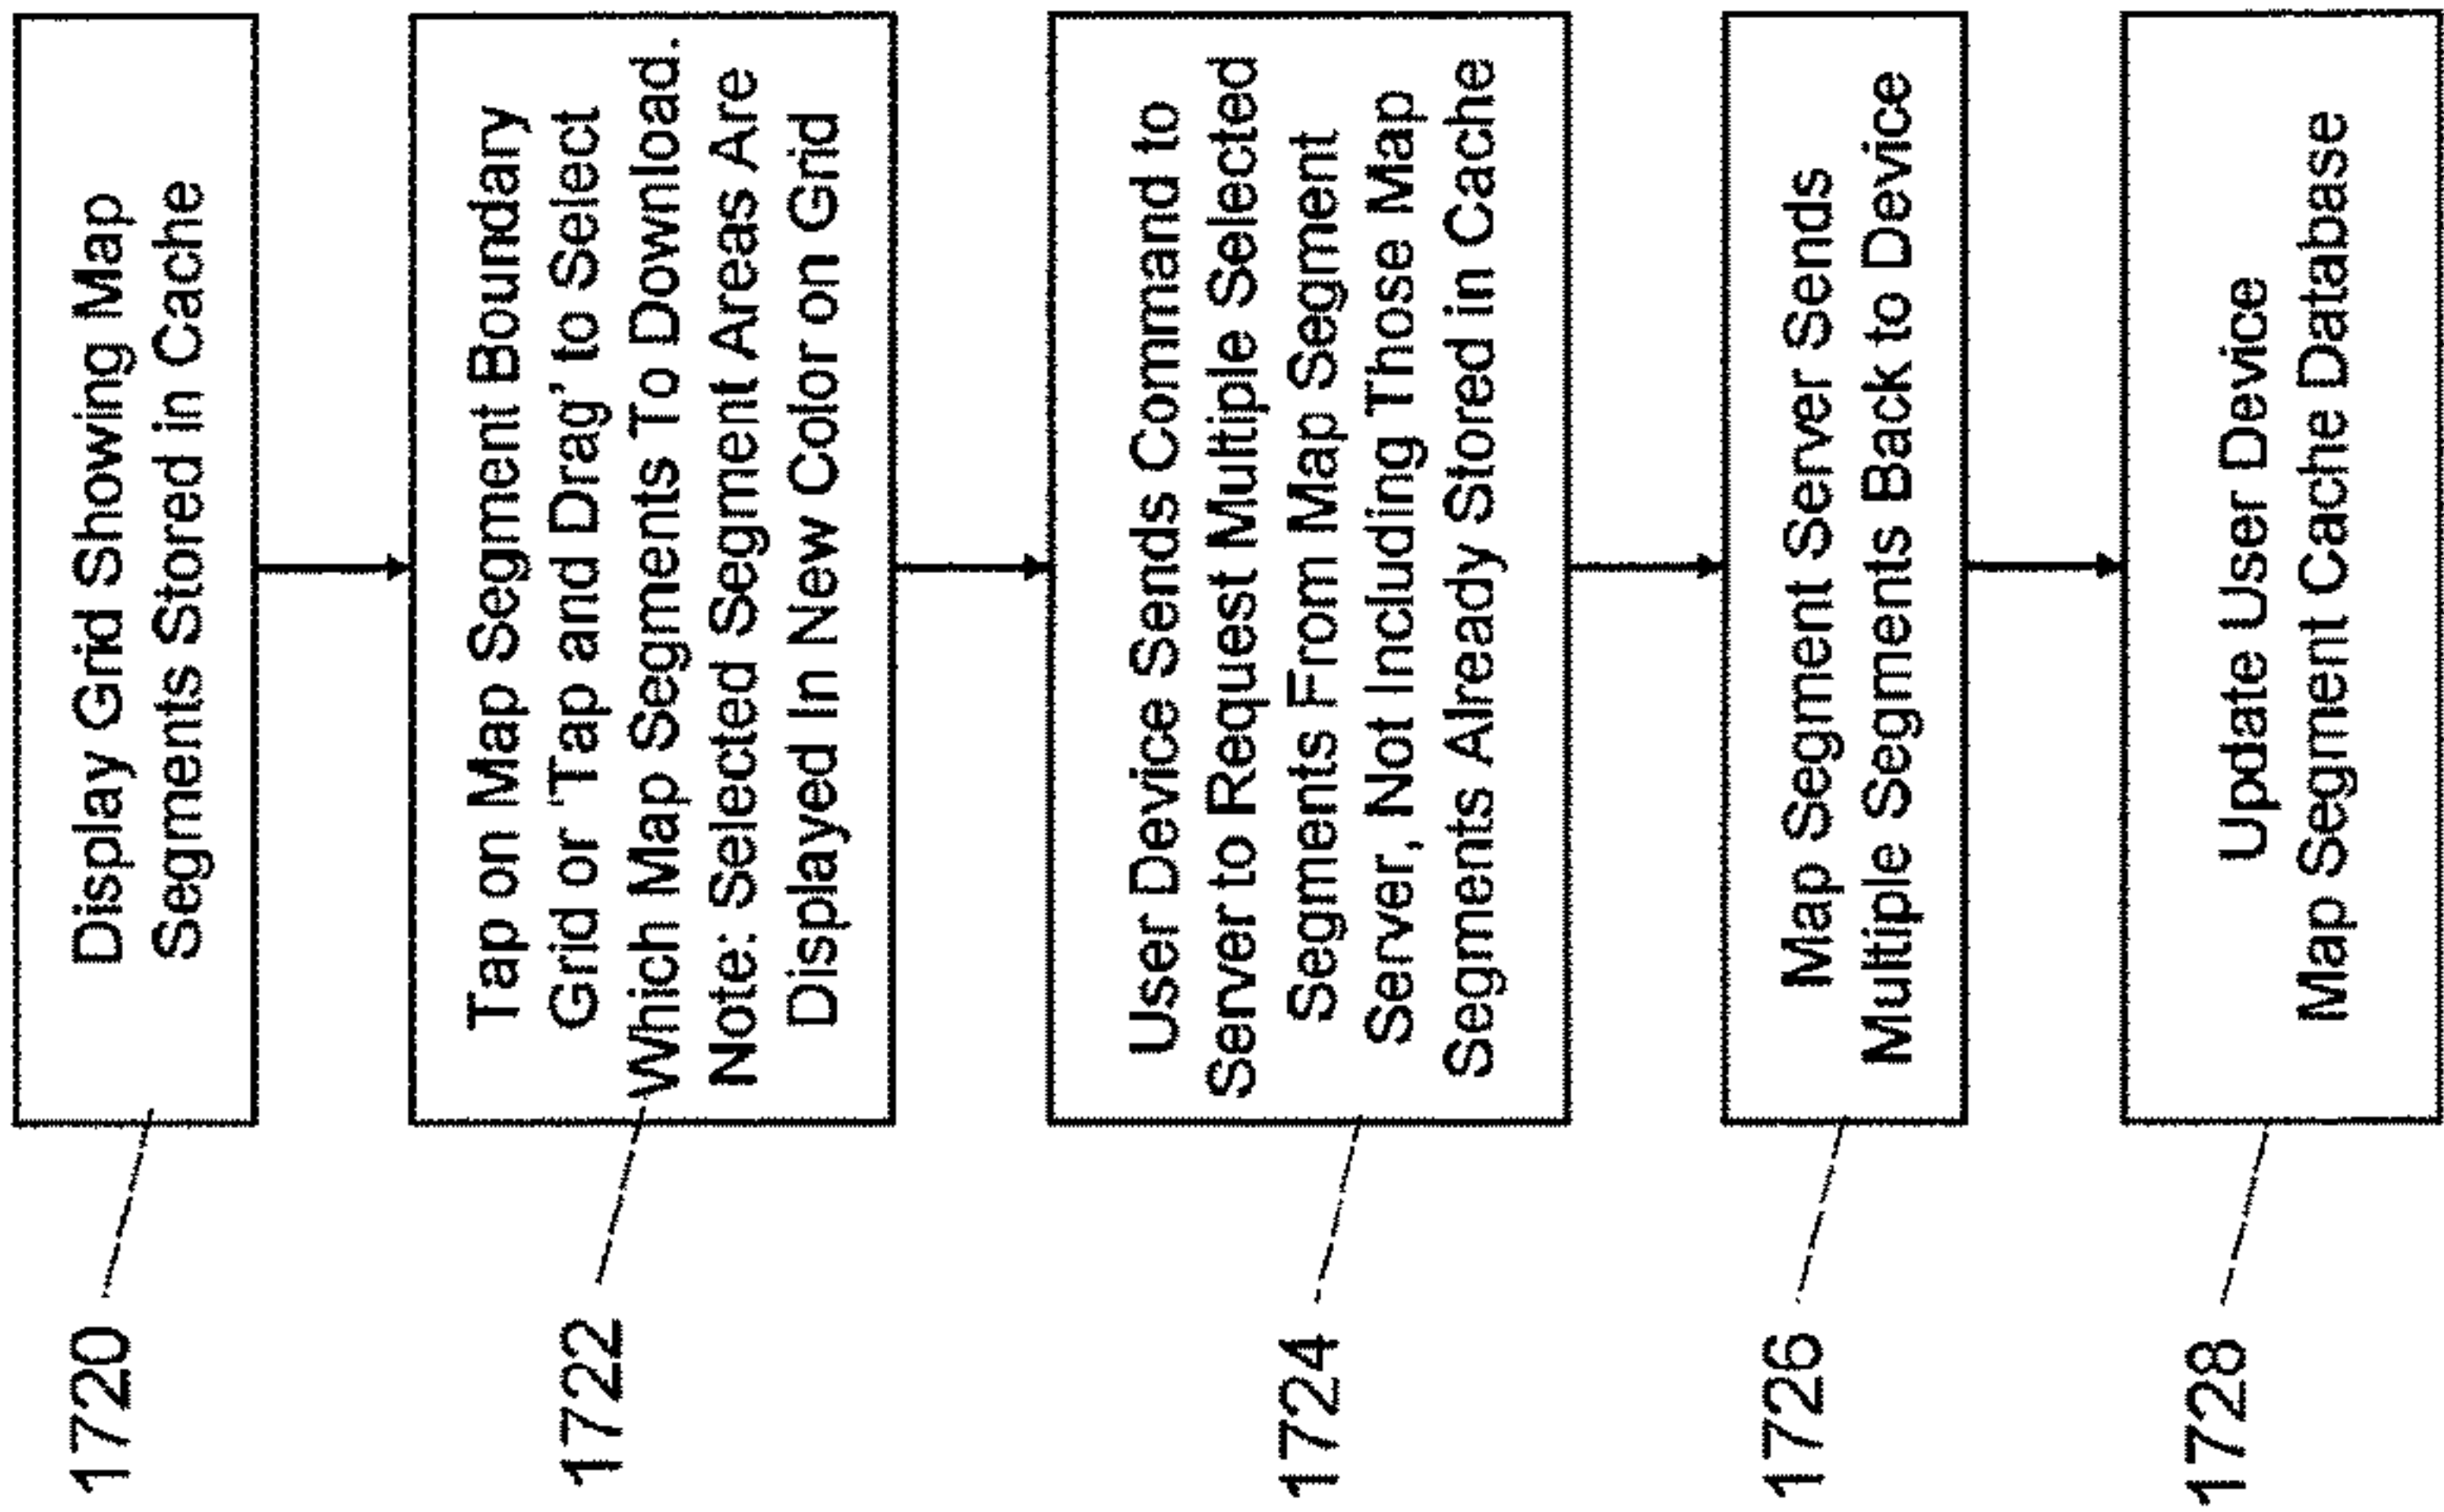 1720
Display Grid Showing Map
Segments Stored in Cache
1722
Tap on Map Segment Boundary
Grid or 'Tap and Drag' to Select
Which Map Segments To Download.
Note: Selected Segment Areas Are
Displayed In New Color on Grid
1724
User Device Sends Command to
Server to Request Multiple Selected
Segments From Map Segment
Server, Not Including Those Map
Segments Already Stored in Cache
1726
Map Segment Server Sends
Multiple Segments Back to Device
1728
Update User Device
Map Segment Cache Database